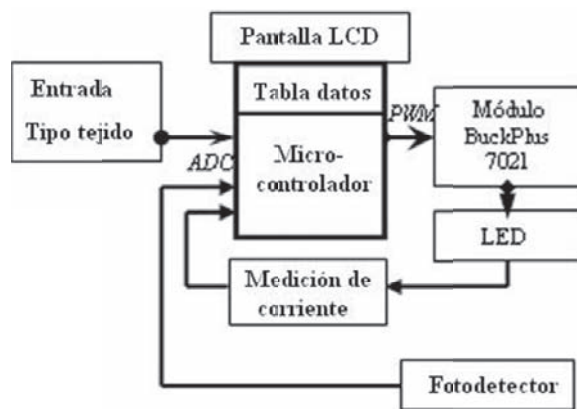 Pantalla LCD
Entrada
Tipo tejido
Tabla datos
Micro-
controlador
ADC
PWM
Módulo
BuckPlus
7021
LED
Medición de
corriente
Fotodetector